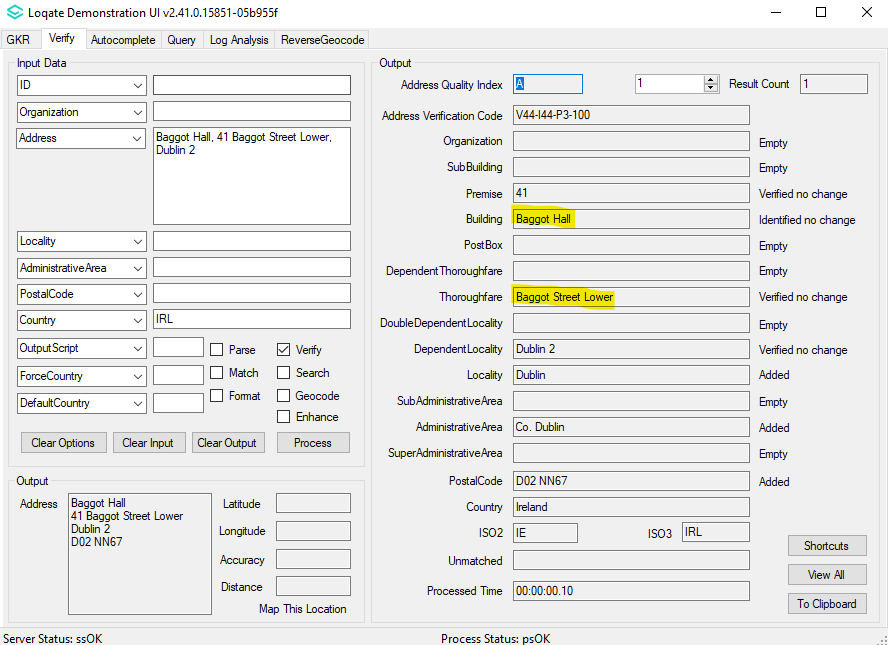 Loqate Demonstration UI v2.41.0.15851-05b955f
GKR Verify Autocomplete Query Log Analysis ReverseGeocode
Input Data
ID
Organization
Address
Baggot Hall, 41 Baggot Street Lower,
Dublin 2
Locality
AdministrativeArea
PostalCode
Country IRL
OutputScript Parse Verify
ForceCountry Match Search
DefaultCountry Format Geocode
Enhance
Clear Options Clear Input Clear Output Process
Output
Address
Baggot Hall
41 Baggot Street Lower
Dublin 2
D02 NN67
Latitude
Longitude
Accuracy
Distance
Map This Location
Output
Address Quality Index A 1 Result Count 1
Address Verification Code V44-I44-P3-100
Organization Empty
SubBuilding Empty
Premise 41 Verified no change
Building Baggot Hall Identified no change
PostBox Empty
DependentThoroughfare Empty
Thoroughfare Baggot Street Lower Verified no change
DoubleDependentLocality Empty
DependentLocality Dublin 2 Verified no change
Locality Dublin Added
SubAdministrativeArea Empty
AdministrativeArea Co. Dublin Added
SuperAdministrativeArea Empty
PostalCode D02 NN67 Added
Country Ireland
ISO2 IE ISO3 IRL
Unmatched
Processed Time 00:00:00.10
Shortcuts
View All
To Clipboard
Server Status: ssOK Process Status: psOK